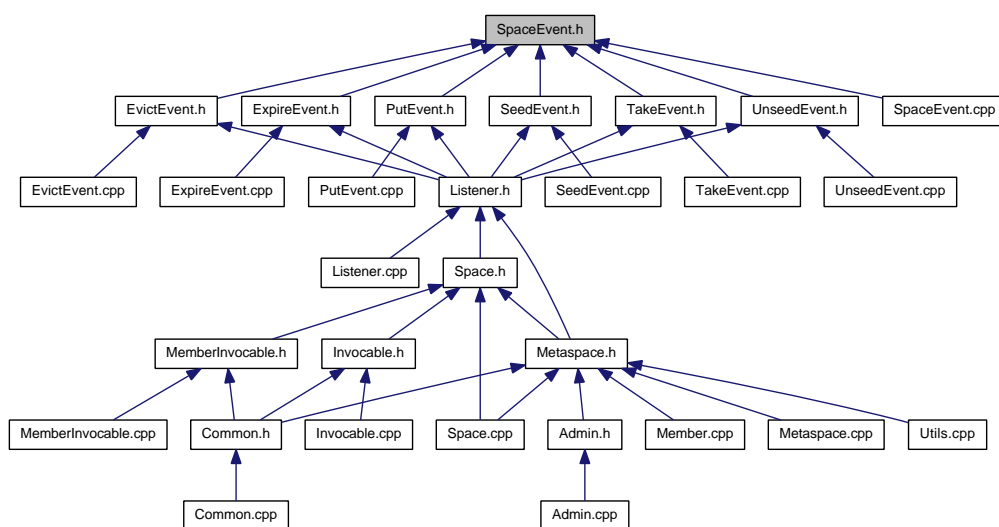 SpaceEvent.h
EvictEvent.h
ExpireEvent.h
PutEvent.h
SeedEvent.h
TakeEvent.h
UnseedEvent.h
SpaceEvent.cpp
EvictEvent.cpp
ExpireEvent.cpp
PutEvent.cpp
Listener.h
SeedEvent.cpp
TakeEvent.cpp
UnseedEvent.cpp
Listener.cpp
Space.h
MemberInvocable.h
Invocable.h
Metaspace.h
MemberInvocable.cpp
Common.h
Invocable.cpp
Space.cpp
Admin.h
Member.cpp
Metaspace.cpp
Utils.cpp
Common.cpp
Admin.cpp